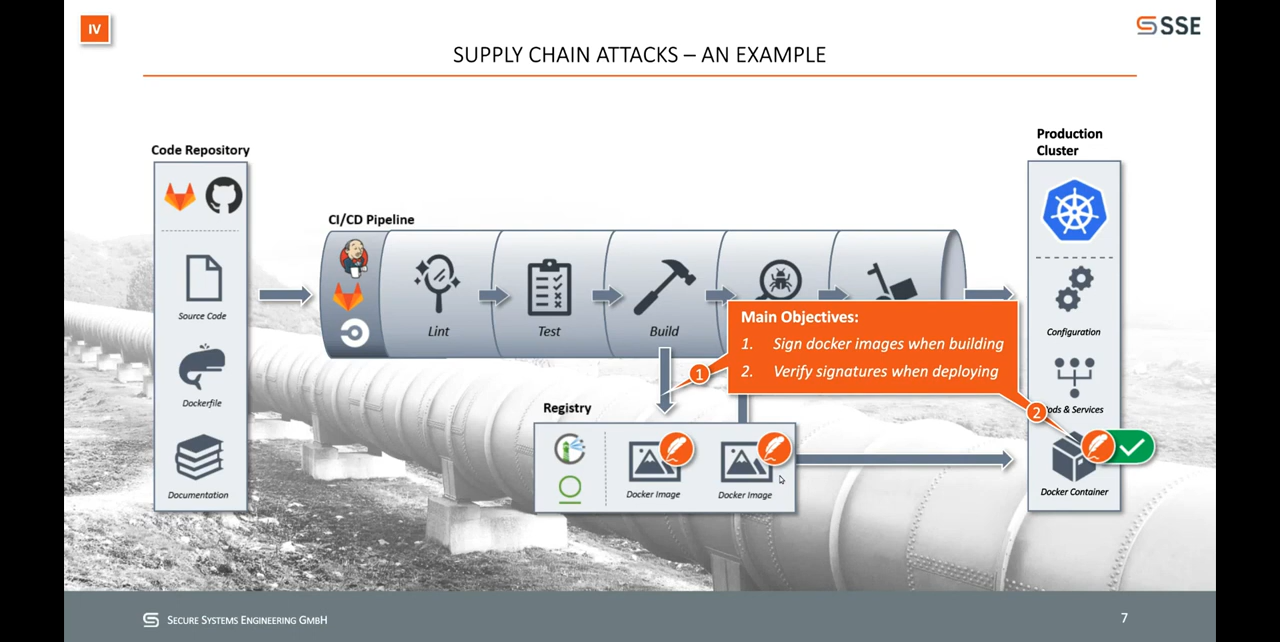 IV
SSE
SUPPLY CHAIN ATTACKS – AN EXAMPLE
Code Repository
Source Code
Dockerfile
Documentation
CI/CD Pipeline
Lint
Test
Build
Main Objectives:
1. Sign docker images when building
2. Verify signatures when deploying
1
2
Registry
Docker Image
Docker Image
Production
Cluster
Configuration
ods & Services
Docker Container
SECURE SYSTEMS ENGINEERING GMBH
7